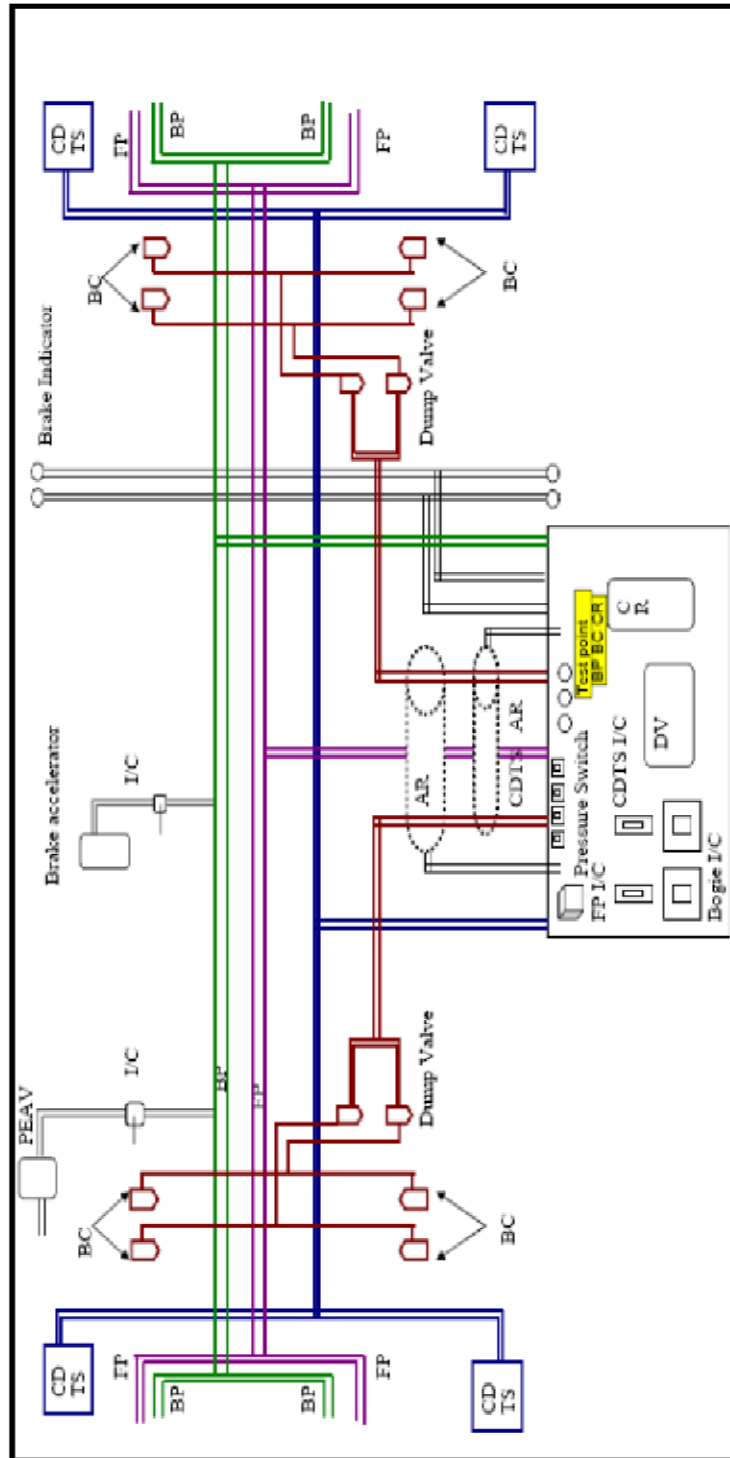 PEAV
I/C
Brake accelerator
I/C
Brake Indicator
CD
TS
FP
BP
BP
FP
CD
TS
BC
BC
BP
FP
BC
BC
Dump Valve
Dump Valve
CD
TS
FP
BP
BP
FP
CD
TS
AR
CDTS AR
Pressure Switch
FP I/C
CDTS I/C
Bogie I/C
DV
C
R
Test point
BP BC CR